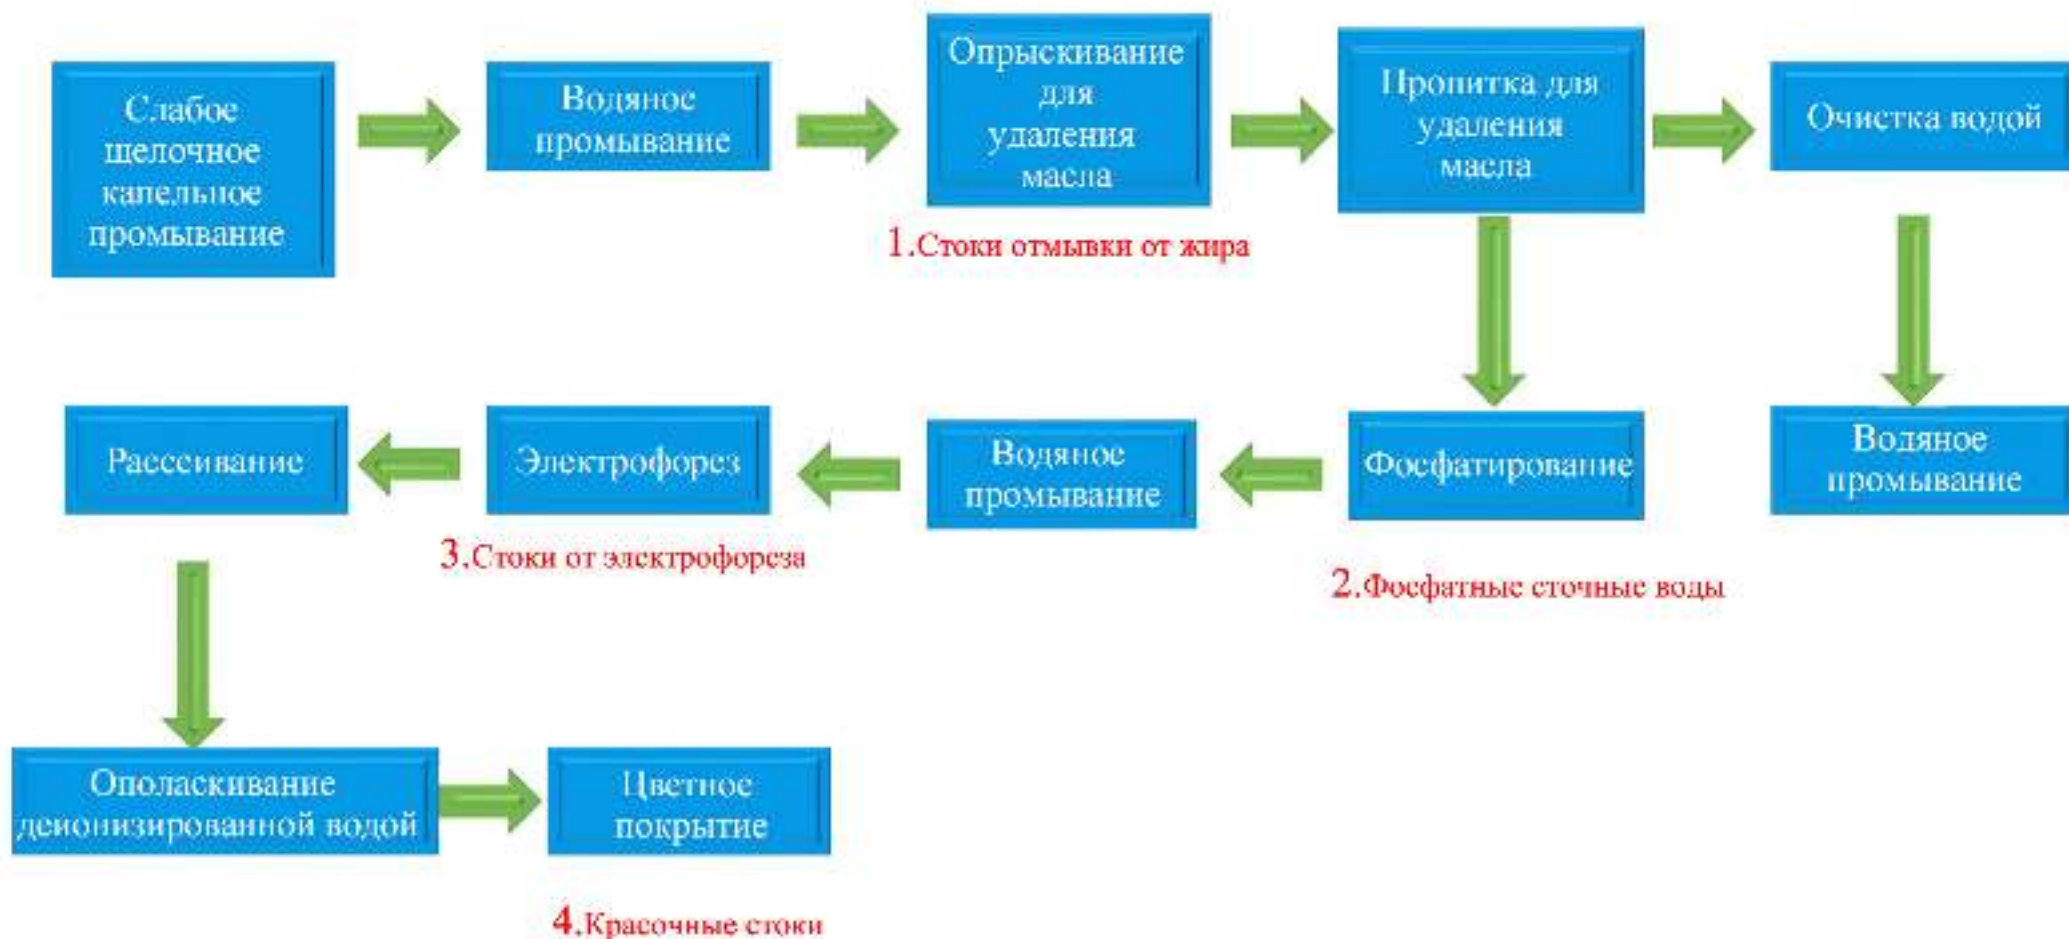 Слабое
щелочное
капельное
промывание
Водяное
промывание
Опрыскивание
для
удаления
масла
Пропитка для
удаления
масла
Очистка водой
1.Стоки отмывки от жира
Рассеивание
Электрофорез
Водяное
промывание
Фосфатирование
Водяное
промывание
3.Стоки от электрофореза
2.Фосфатные сточные воды
Ополаскивание
деионизированной водой
Цветное
покрытие
4.Красочные стоки